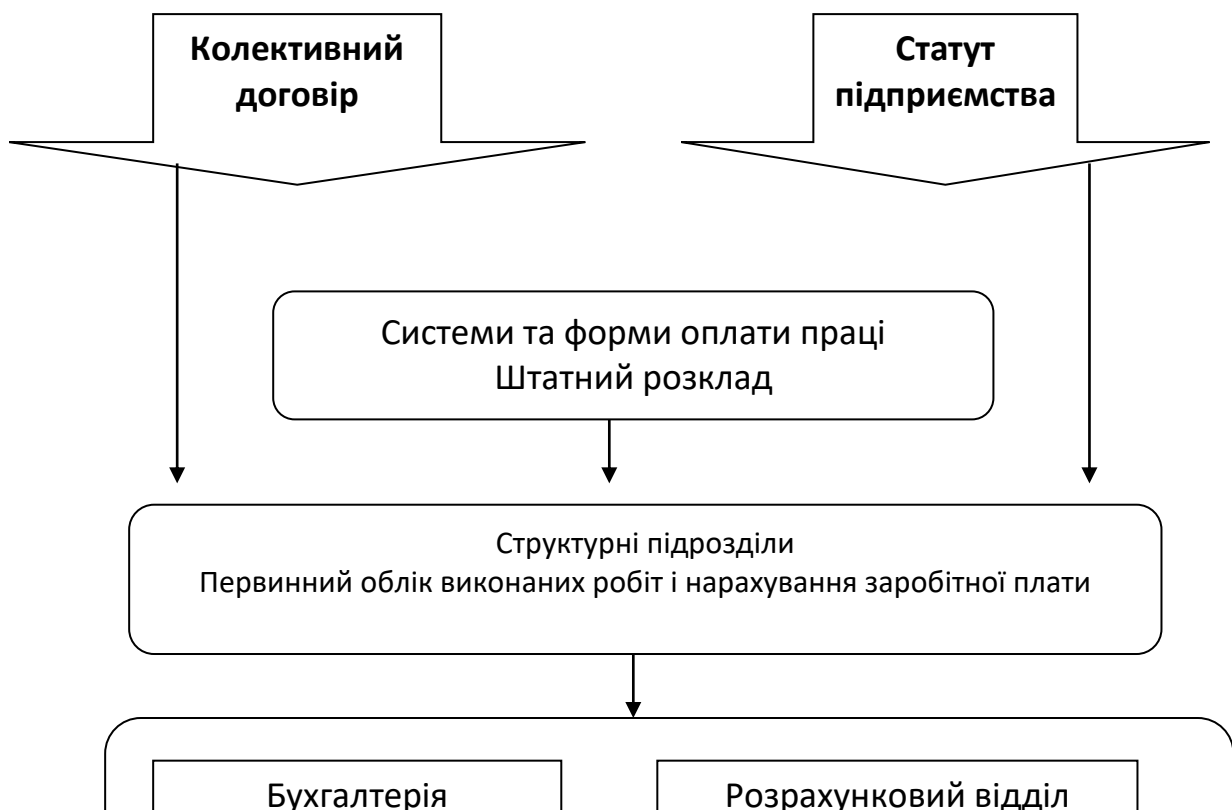 Колективний
договір
Статут
підприємства
Системи та форми оплати праці
Штатний розклад
Структурні підрозділи
Первинний облік виконаних робіт і нарахування заробітної плати
Бухгалтерія
Розрахунковий відділ